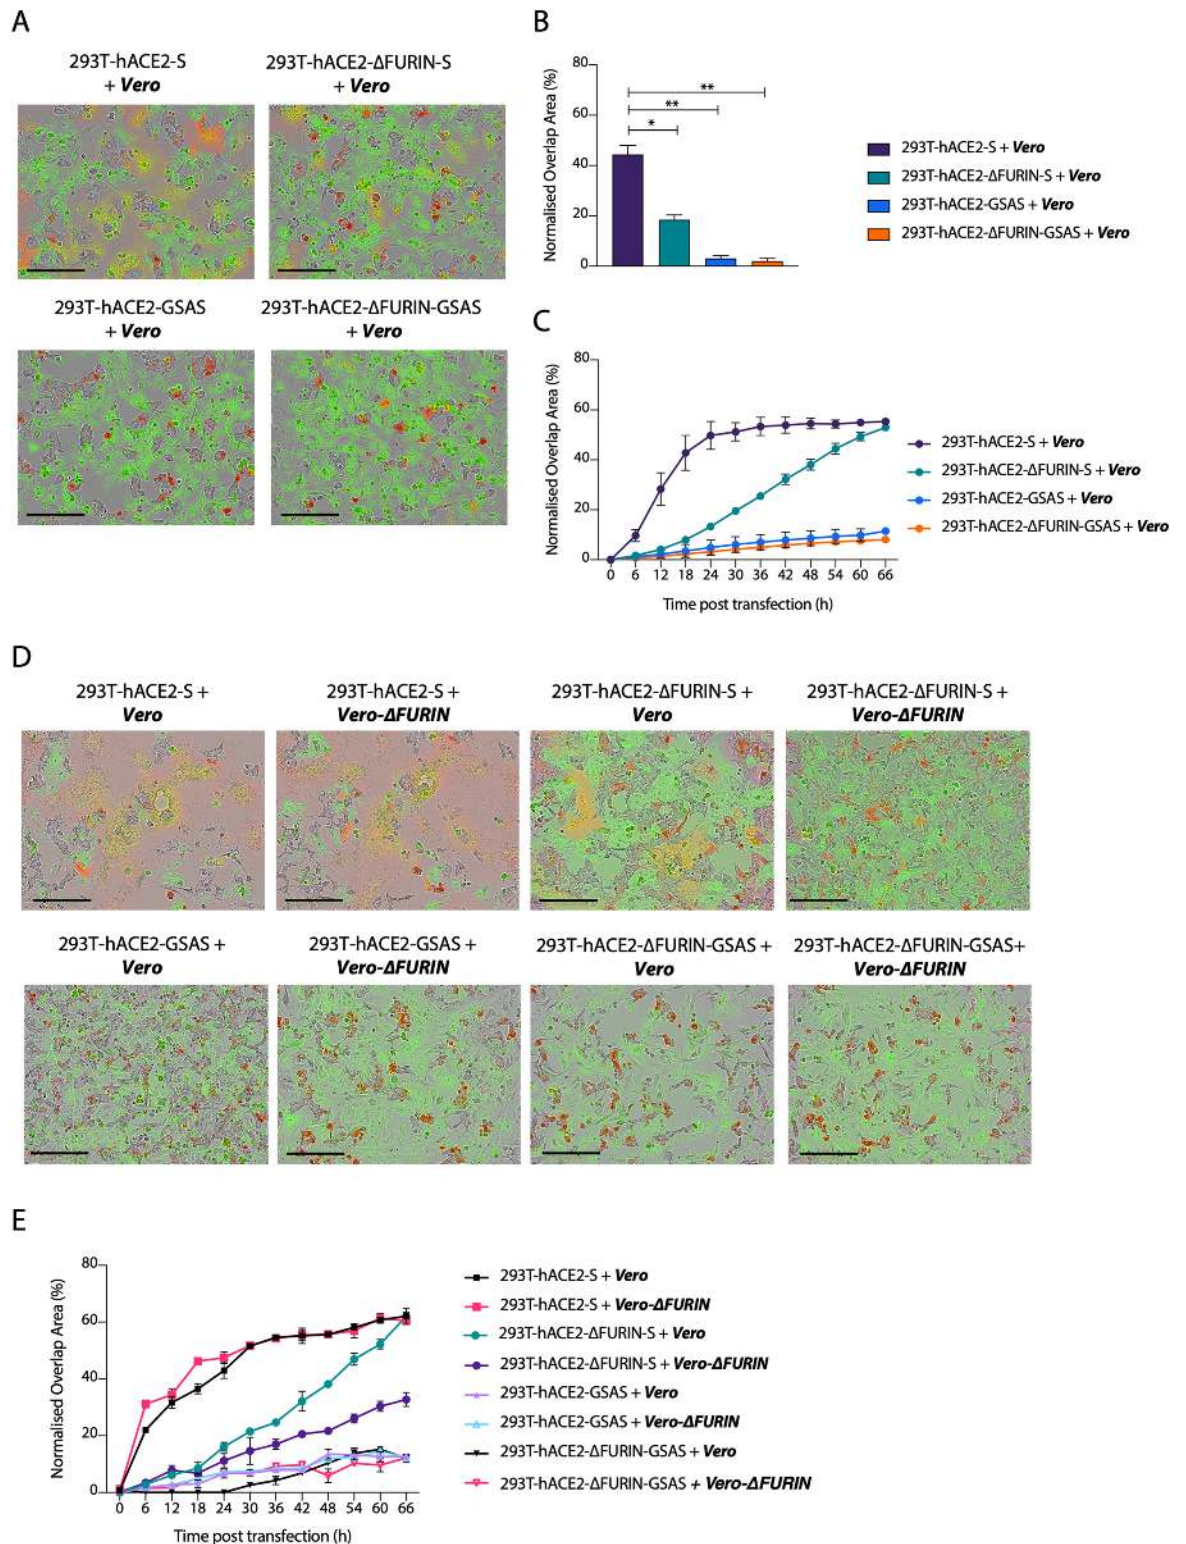 A
293T-hACE2-S
+ Vero
293T-hACE2-ΔFURIN-S
+ Vero
293T-hACE2-GSAS
+ Vero
293T-hACE2-ΔFURIN-GSAS
+ Vero
B
Normalised Overlap Area (%)
80
60
40
20
0
**
**
*
293T-hACE2-S + Vero
293T-hACE2-ΔFURIN-S + Vero
293T-hACE2-GSAS + Vero
293T-hACE2-ΔFURIN-GSAS + Vero
C
Normalised Overlap Area (%)
80
60
40
20
0
0 6 12 18 24 30 36 42 48 54 60 66
Time post transfection (h)
293T-hACE2-S + Vero
293T-hACE2-ΔFURIN-S + Vero
293T-hACE2-GSAS + Vero
293T-hACE2-ΔFURIN-GSAS + Vero
D
293T-hACE2-S +
Vero
293T-hACE2-S +
Vero-ΔFURIN
293T-hACE2-ΔFURIN-S +
Vero
293T-hACE2-ΔFURIN-S +
Vero-ΔFURIN
293T-hACE2-GSAS +
Vero
293T-hACE2-GSAS +
Vero-ΔFURIN
293T-hACE2-ΔFURIN-GSAS +
Vero
293T-hACE2-ΔFURIN-GSAS+
Vero-ΔFURIN
E
Normalised Overlap Area (%)
80
60
40
20
0
0 6 12 18 24 30 36 42 48 54 60 66
Time post transfection (h)
293T-hACE2-S + Vero
293T-hACE2-S + Vero-ΔFURIN
293T-hACE2-ΔFURIN-S + Vero
293T-hACE2-ΔFURIN-S + Vero-ΔFURIN
293T-hACE2-GSAS + Vero
293T-hACE2-GSAS + Vero-ΔFURIN
293T-hACE2-ΔFURIN-GSAS + Vero
293T-hACE2-ΔFURIN-GSAS + Vero-ΔFURIN